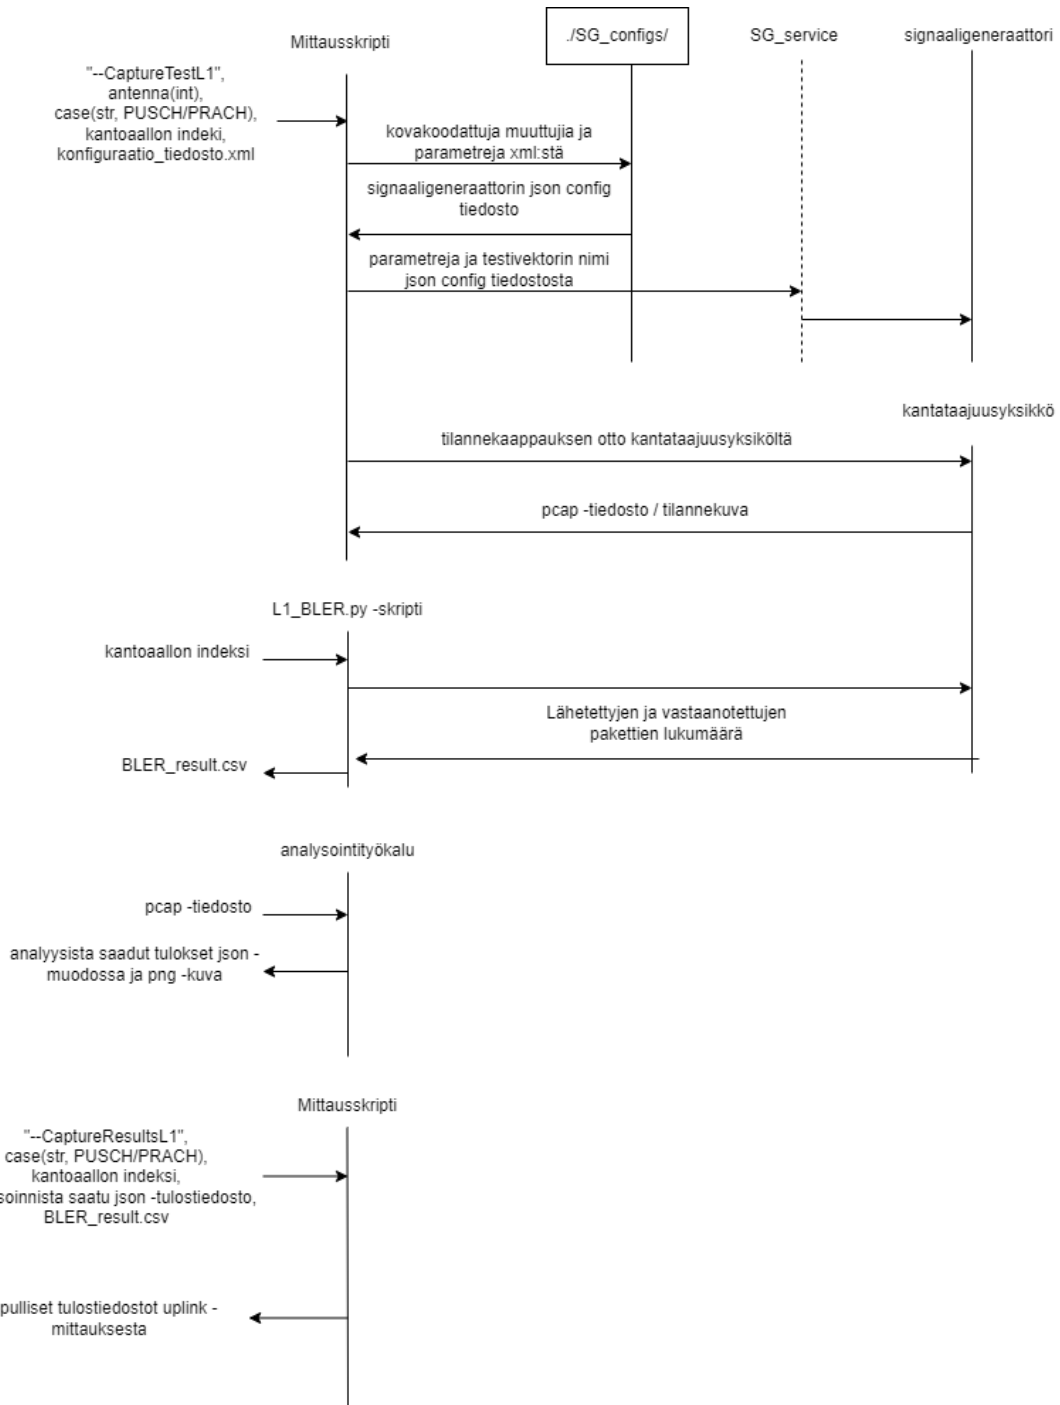 Mittausskripti
./SG_configs/
SG_service
signaaligeneraattori
"--CaptureTestL1",
antenna(int),
case(str, PUSCH/PRACH),
kantoaallon indeki,
konfiguraatio_tiedosto.xml
kovakoodattuja muuttujia ja
parametreja xml:stä
signaaligeneraattorin json config
tiedosto
parametreja ja testivektorin nimi
json config tiedostosta
kantataajuusyksikkö
tilannekaappauksen otto kantataajuusyksiköltä
pcap -tiedosto / tilannekuva
L1_BLER.py -skripti
kantoaallon indeksi
Lähetettyjen ja vastaanotettujen
pakettien lukumäärä
BLER_result.csv
analysointityökalu
pcap -tiedosto
analyysista saadut tulokset json -
muodossa ja png -kuva
Mittausskripti
"--CaptureResultsL1",
case(str, PUSCH/PRACH),
kantoaallon indeksi,
soinnista saatu json -tulostiedosto,
BLER_result.csv
pulliset tulostiedostot uplink -
mittauksesta